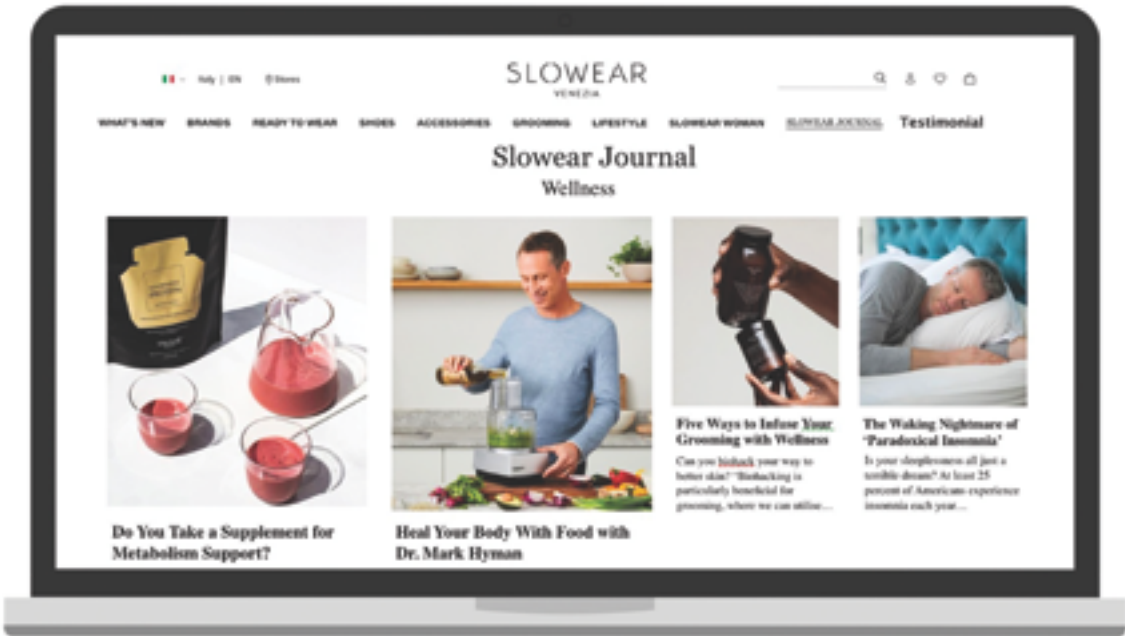 Italy | EN
Stores
SLOWEAR
VENEZIA
WHAT'S NEW BRANDS READY TO WEAR SHOES ACCESSORIES GROOMING LIFESTYLE SLOWEAR WOMAN SLOWEAR JOURNAL Testimonial
Slowear Journal
Wellness
Do You Take a Supplement for
Metabolism Support?
Heal Your Body With Food with
Dr. Mark Hyman
Five Ways to Infuse Your
Grooming with Wellness
Can you biohack your way to
better skin? "Biohacking is
particularly beneficial for
grooming, where we can utilise...
The Waking Nightmare of
'Paradoxical Insomnia'
Is your sleeplessness all just a
terrible dream? At least 25
percent of Americans experience
insomnia each year...